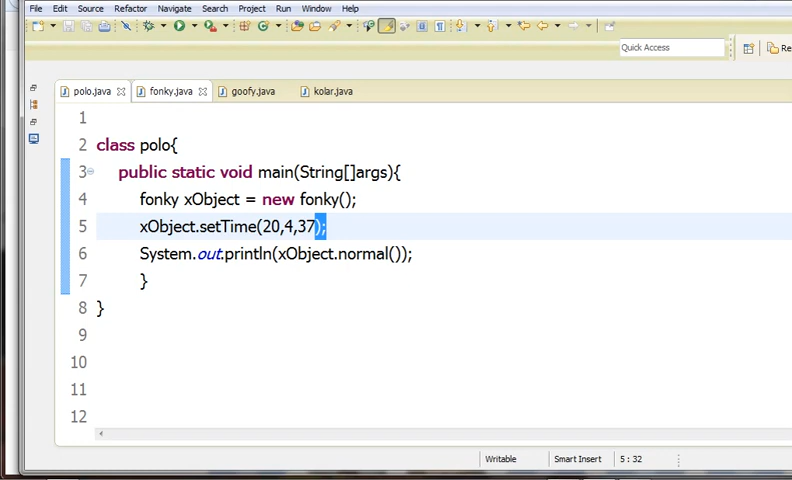 File Edit Source Refactor Navigate Search Project Run Window Help
Quick Access
Re
polo.java fonky.java goofy.java kolar.java
1
2 class polo{
3 public static void main(String[]args){
4 fonky xObject = new fonky();
5 xObject.setTime(20,4,37);
6 System.out.println(xObject.normal());
7 }
8 }
9
10
11
12
Writable Smart Insert 5 : 32